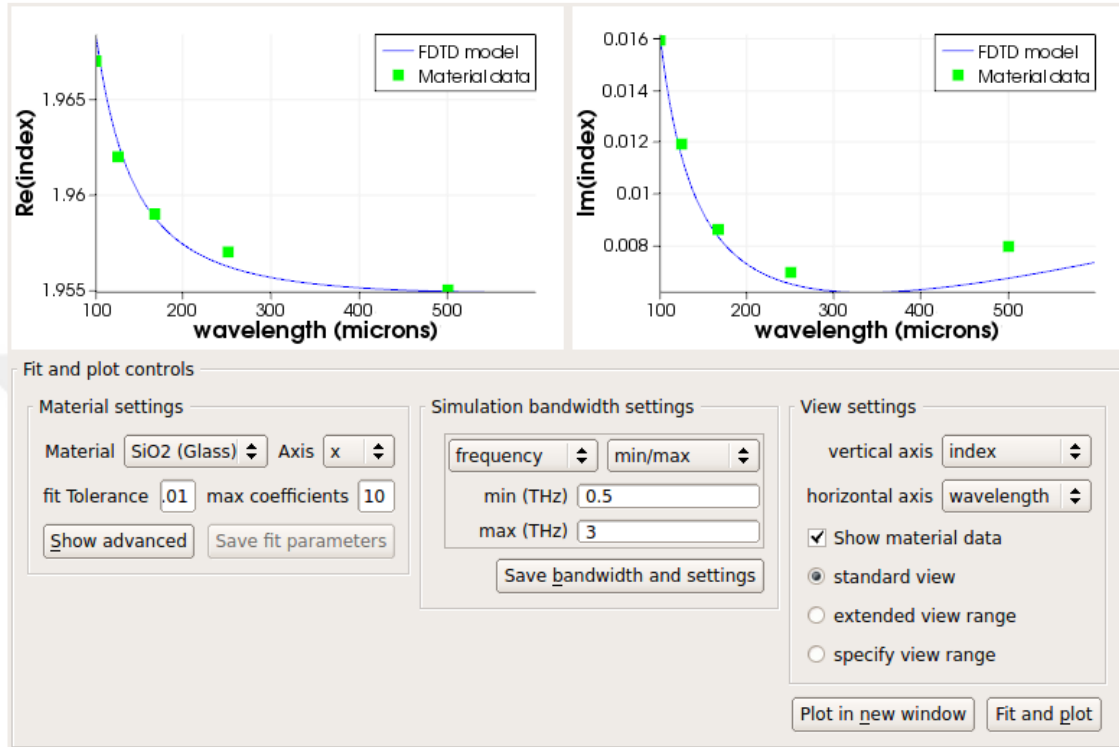 Re(index)
1.965
1.96
1.955
100 200 300 400 500
wavelength (microns)
FDTD model
Material data
Im(index)
0.016
0.014
0.012
0.01
0.008
100 200 300 400 500
wavelength (microns)
FDTD model
Material data
Fit and plot controls
Material settings
Material SiO2 (Glass) Axis x
fit Tolerance .01 max coefficients 10
Show advanced Save fit parameters
Simulation bandwidth settings
frequency min/max
min (THz) 0.5
max (THz) 3
Save bandwidth and settings
View settings
vertical axis index
horizontal axis wavelength
Show material data
standard view
extended view range
specify view range
Plot in new window Fit and plot